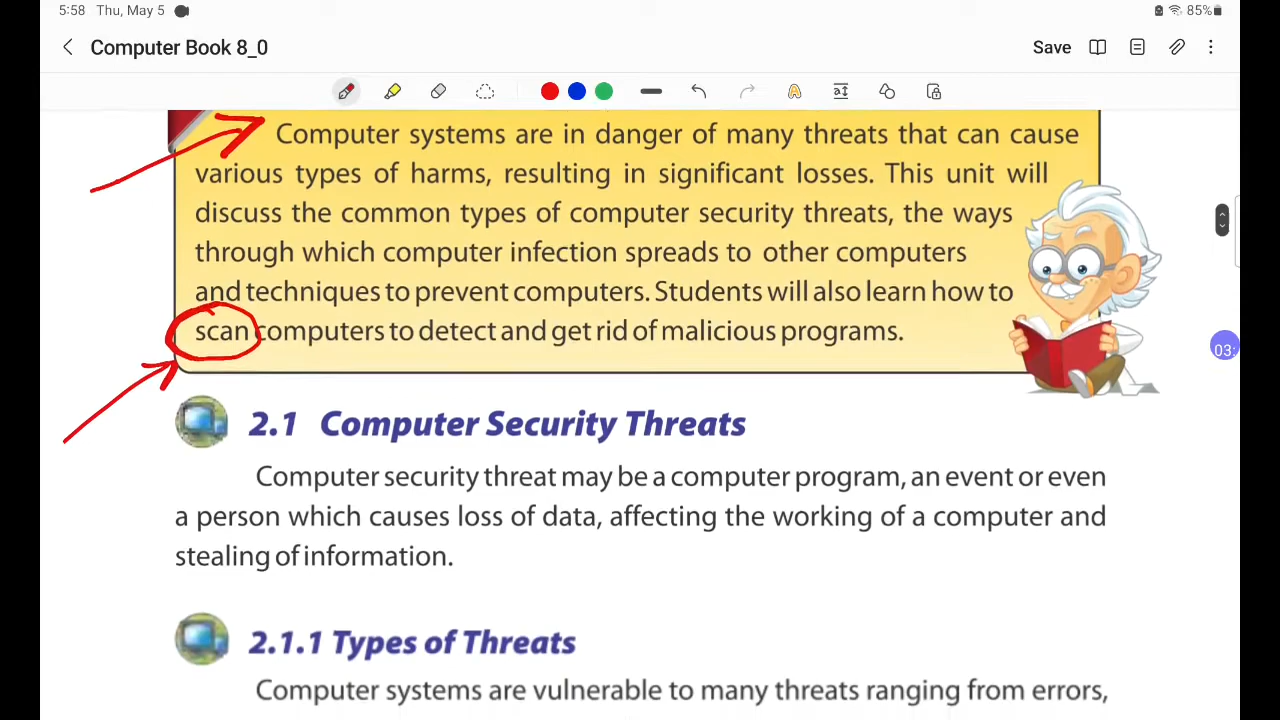 5:58 Thu, May 5 85%
Computer Book 8_0 Save
Computer systems are in danger of many threats that can cause
various types of harms, resulting in significant losses. This unit will
discuss the common types of computer security threats, the ways
through which computer infection spreads to other computers
and techniques to prevent computers. Students will also learn how to
scan computers to detect and get rid of malicious programs.
03:
2.1 Computer Security Threats
Computer security threat may be a computer program, an event or even
a person which causes loss of data, affecting the working of a computer and
stealing of information.
2.1.1 Types of Threats
Computer systems are vulnerable to many threats ranging from errors,